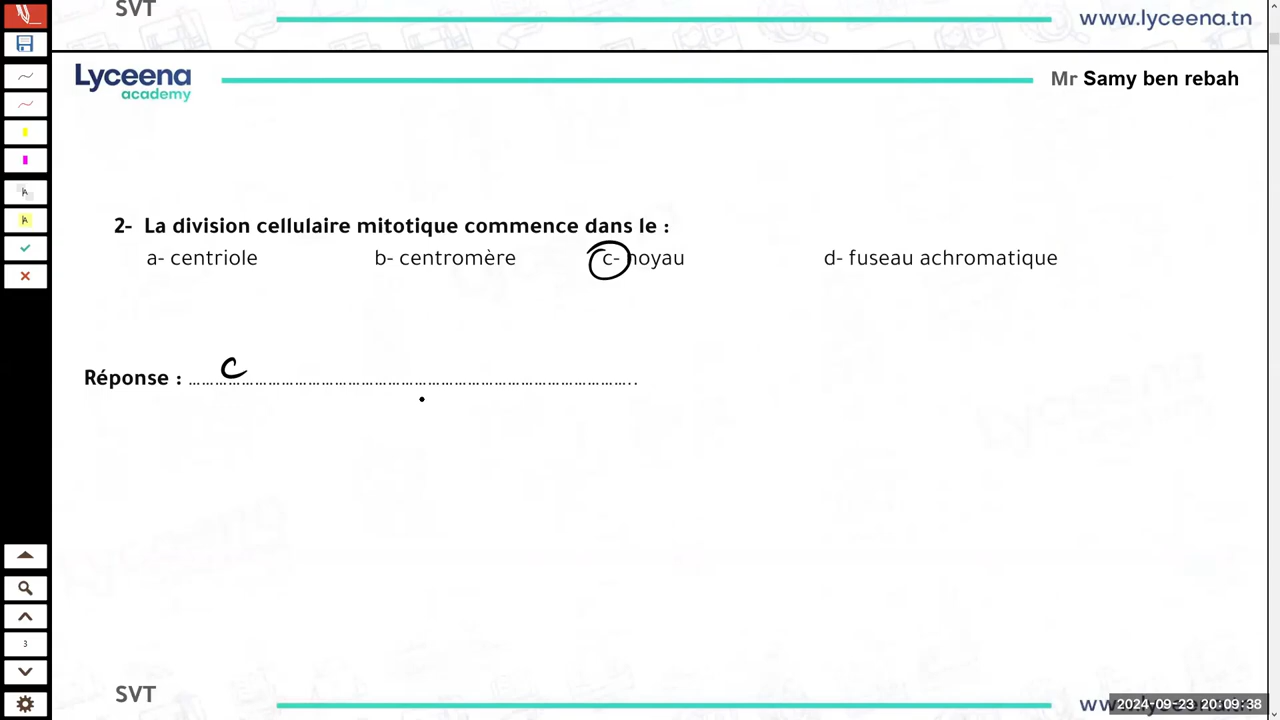 SVT
www.lyceena.tn
Lyceena
academy
Mr Samy ben rebah
2- La division cellulaire mitotique commence dans le :
a- centriole b- centromère c- noyau d- fuseau achromatique
Réponse : ...c...........................................................
3
SVT
2024-09-23 20:09:38